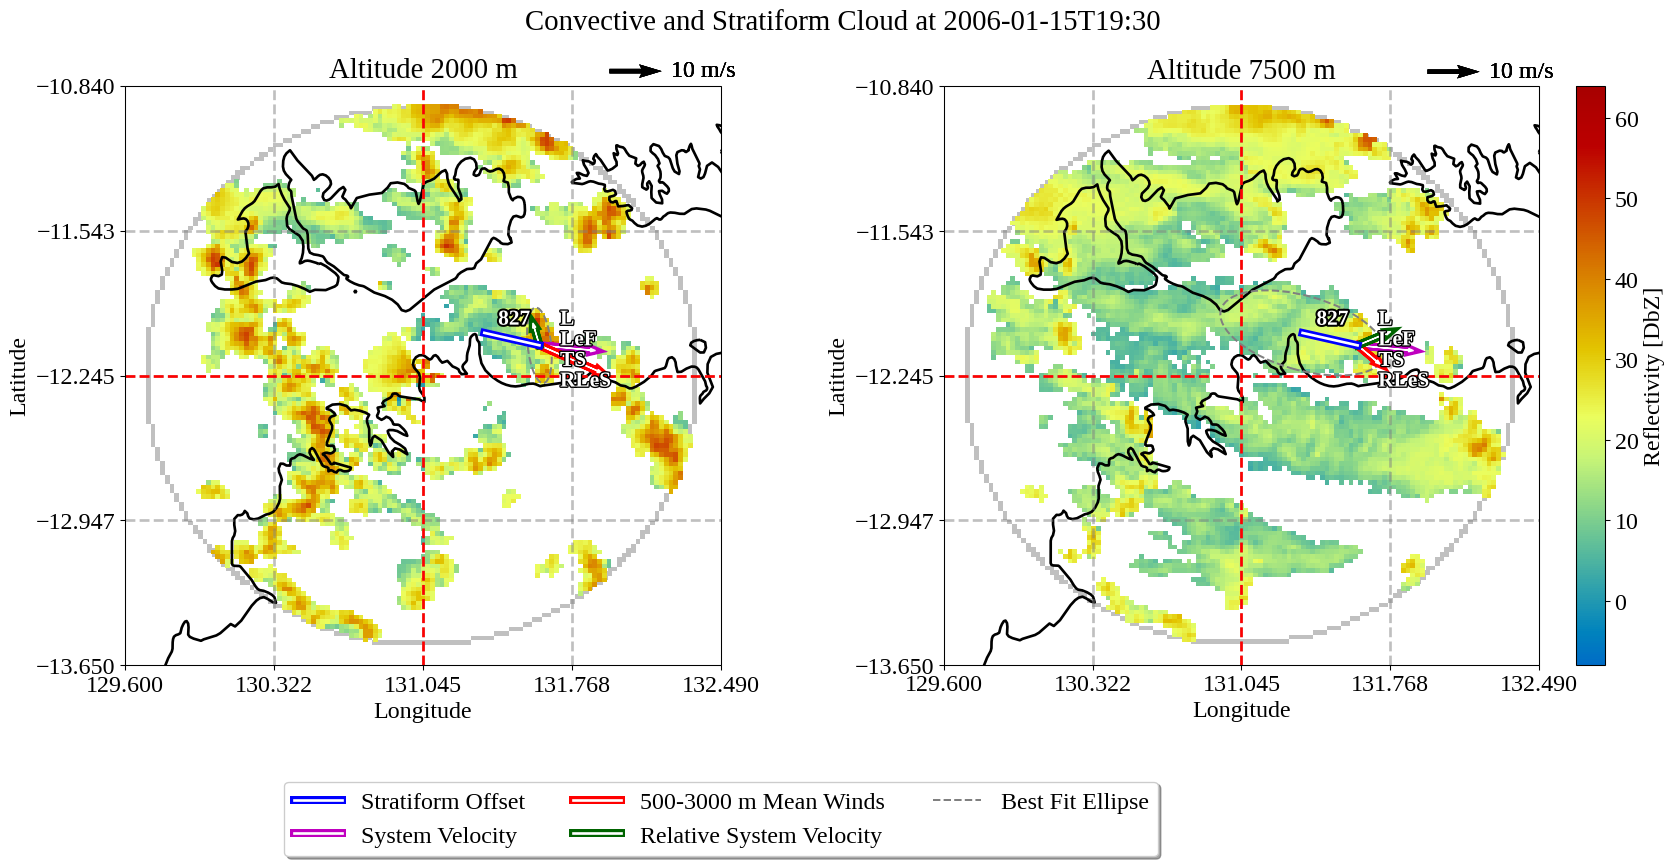 Convective and Stratiform Cloud at 2006-01-15T19:30
Altitude 2000 m
10 m/s
Altitude 7500 m
10 m/s
−10.840
−11.543
−12.245
−12.947
−13.650
Latitude
129.600
130.322
131.045
131.768
132.490
Longitude
827
L
LeF
TS
RLeS
−10.840
−11.543
−12.245
−12.947
−13.650
Latitude
129.600
130.322
131.045
131.768
132.490
Longitude
827
L
LeF
TS
RLeS
60
50
40
30
20
10
0
Reflectivity [DbZ]
Stratiform Offset
500-3000 m Mean Winds
Best Fit Ellipse
System Velocity
Relative System Velocity